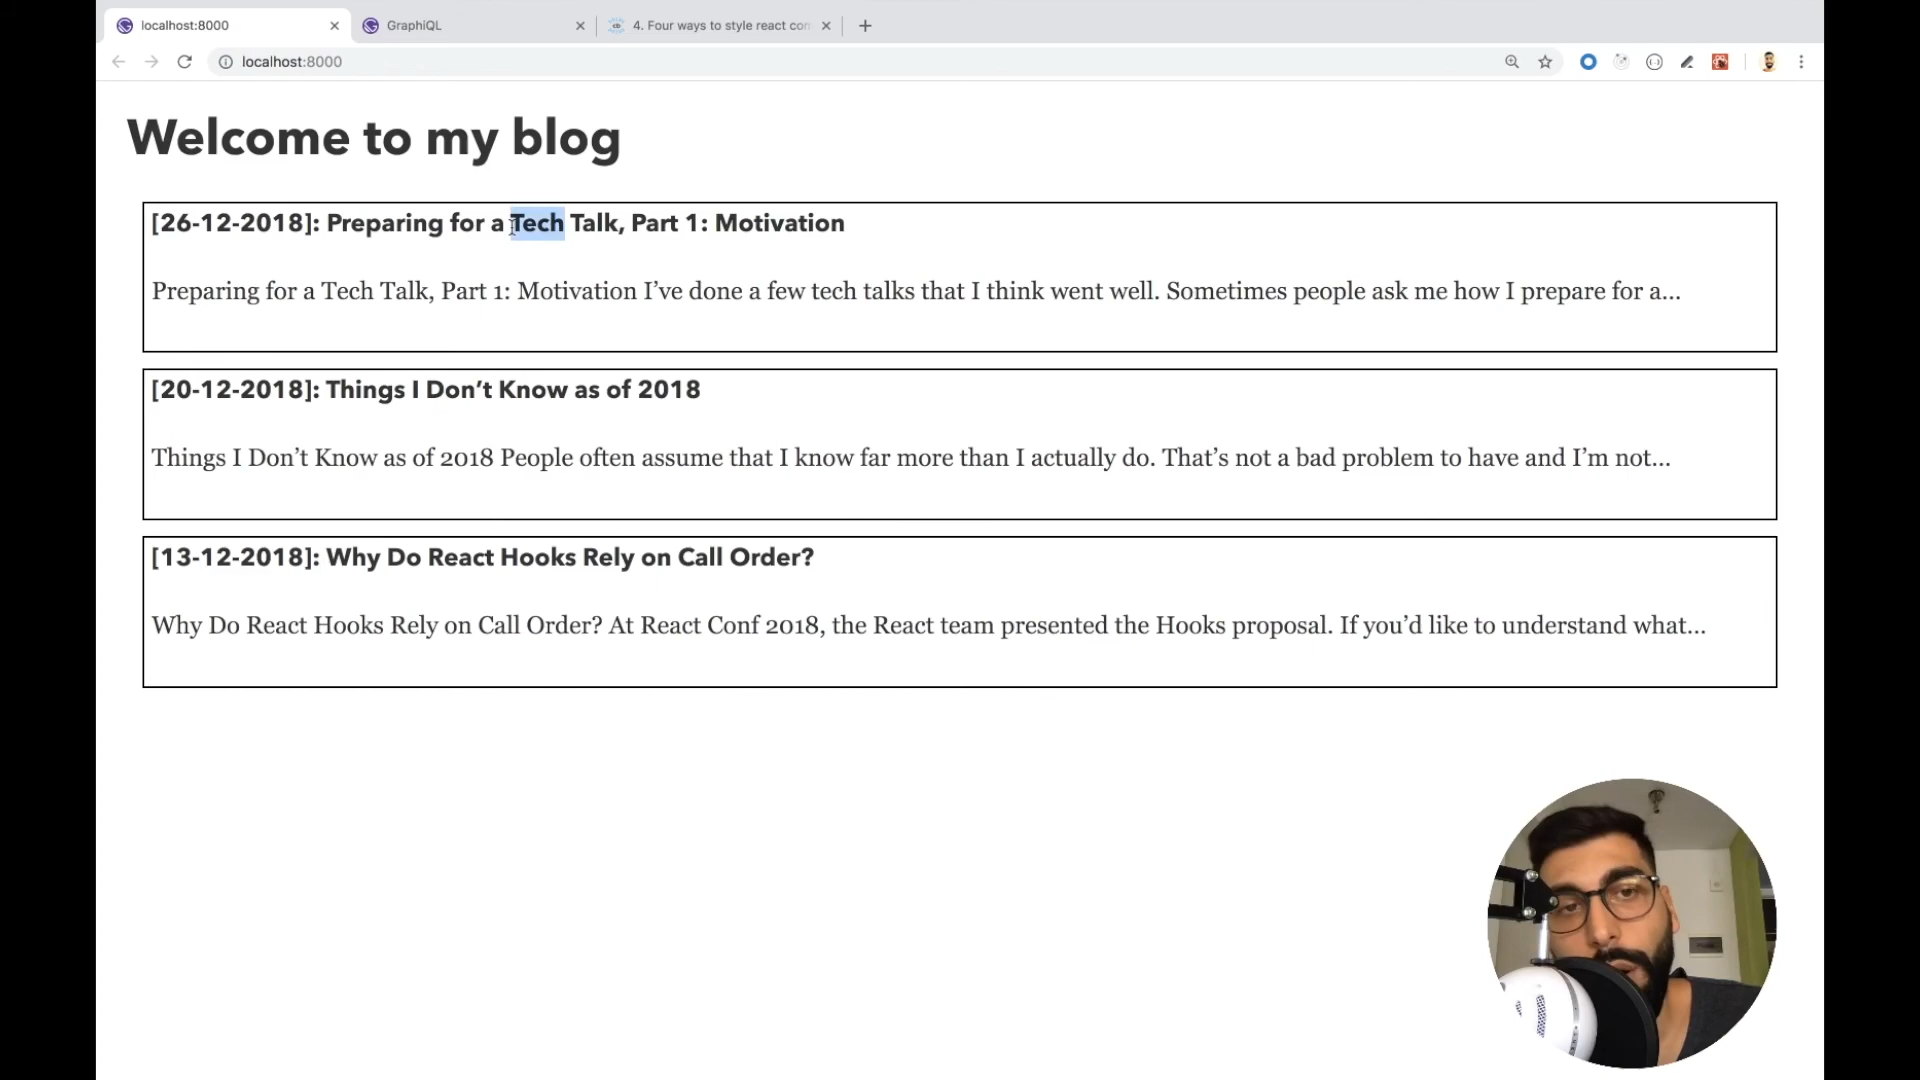 localhost:8000
GraphiQL
4. Four ways to style react con
localhost:8000
Welcome to my blog
[26-12-2018]: Preparing for a Tech Talk, Part 1: Motivation
Preparing for a Tech Talk, Part 1: Motivation I’ve done a few tech talks that I think went well. Sometimes people ask me how I prepare for a...
[20-12-2018]: Things I Don’t Know as of 2018
Things I Don’t Know as of 2018 People often assume that I know far more than I actually do. That’s not a bad problem to have and I’m not...
[13-12-2018]: Why Do React Hooks Rely on Call Order?
Why Do React Hooks Rely on Call Order? At React Conf 2018, the React team presented the Hooks proposal. If you’d like to understand what...